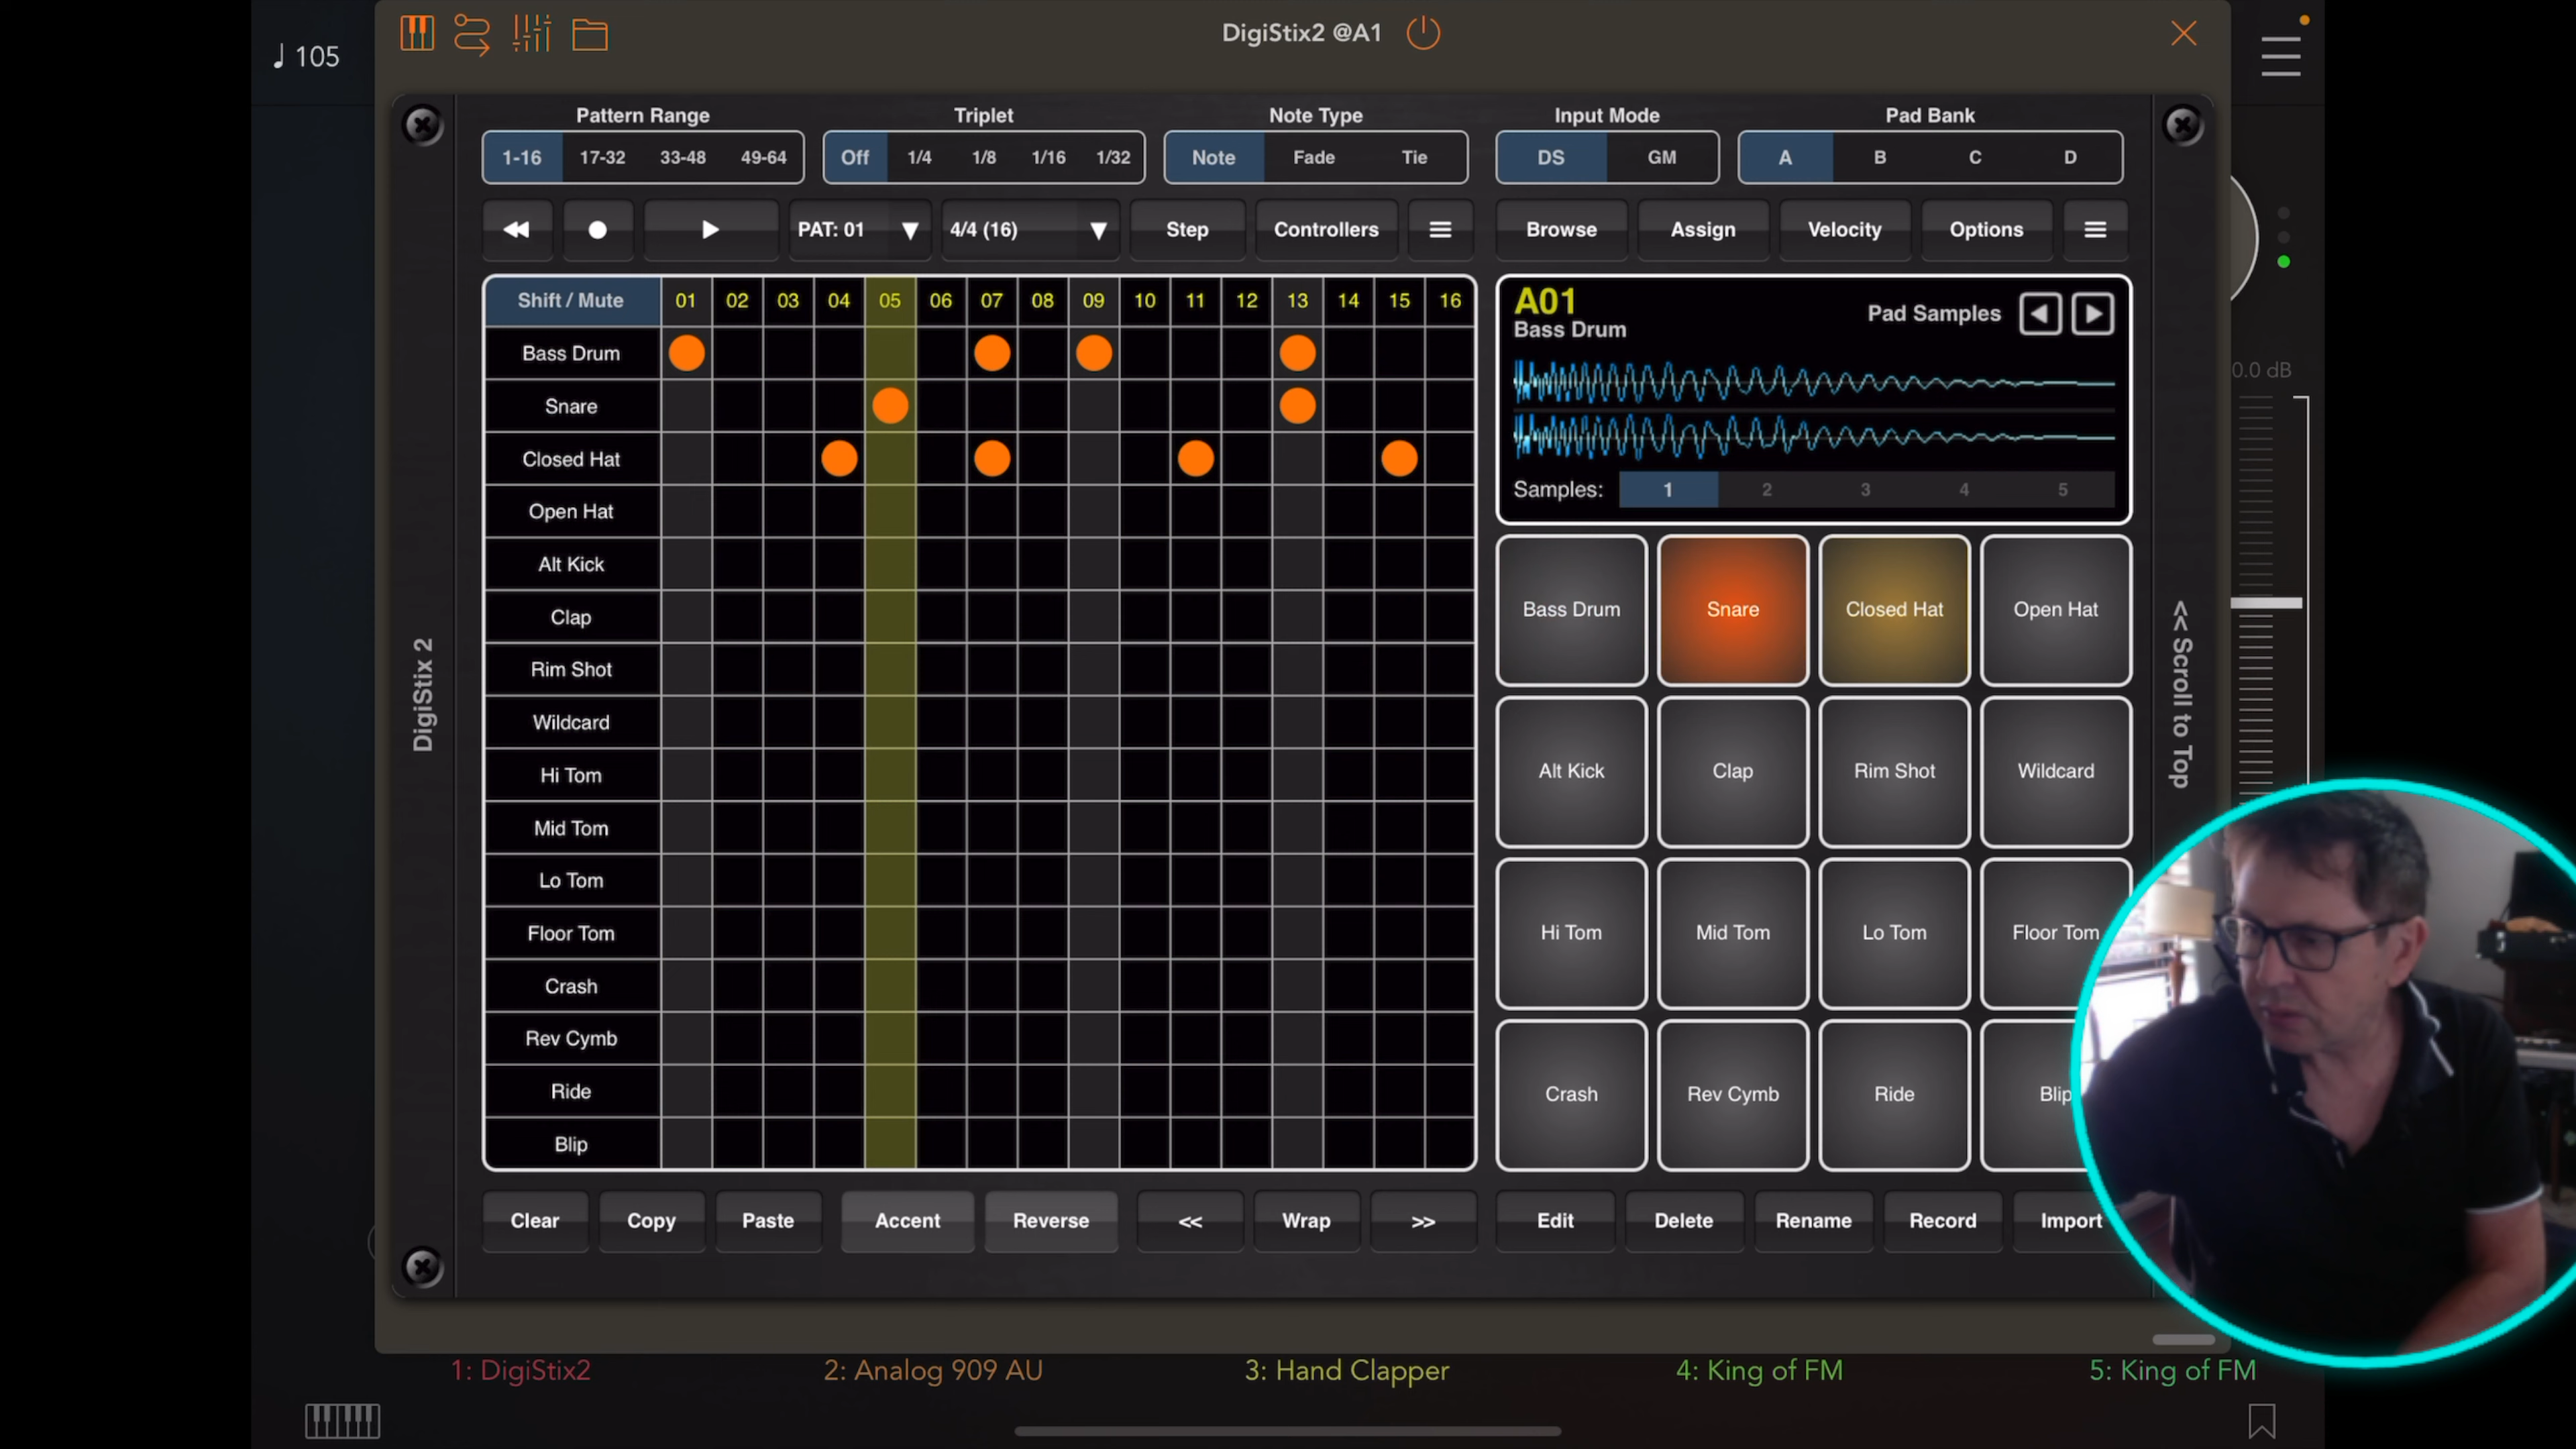 ♩ 105
DigiStix2 @A1
Pattern Range
Triplet
Note Type
Input Mode
Pad Bank
1-16 17-32 33-48 49-64
Off 1/4 1/8 1/16 1/32
Note Fade Tie
DS GM
A B C D
PAT: 01 ▼
4/4 (16) ▼
Step
Controllers
Browse
Assign
Velocity
Options
Shift / Mute 01 02 03 04 05 06 07 08 09 10 11 12 13 14 15 16
Bass Drum
Snare
Closed Hat
Open Hat
Alt Kick
Clap
Rim Shot
Wildcard
Hi Tom
Mid Tom
Lo Tom
Floor Tom
Crash
Rev Cymb
Ride
Blip
A01
Bass Drum
Pad Samples
Samples: 1 2 3 4 5
Bass Drum Snare Closed Hat Open Hat
Alt Kick Clap Rim Shot Wildcard
Hi Tom Mid Tom Lo Tom Floor Tom
Crash Rev Cymb Ride Blip
Clear Copy Paste Accent Reverse << Wrap >>
Edit Delete Rename Record Import
DigiStix 2
<< Scroll to Top
0.0 dB
1: DigiStix2
2: Analog 909 AU
3: Hand Clapper
4: King of FM
5: King of FM